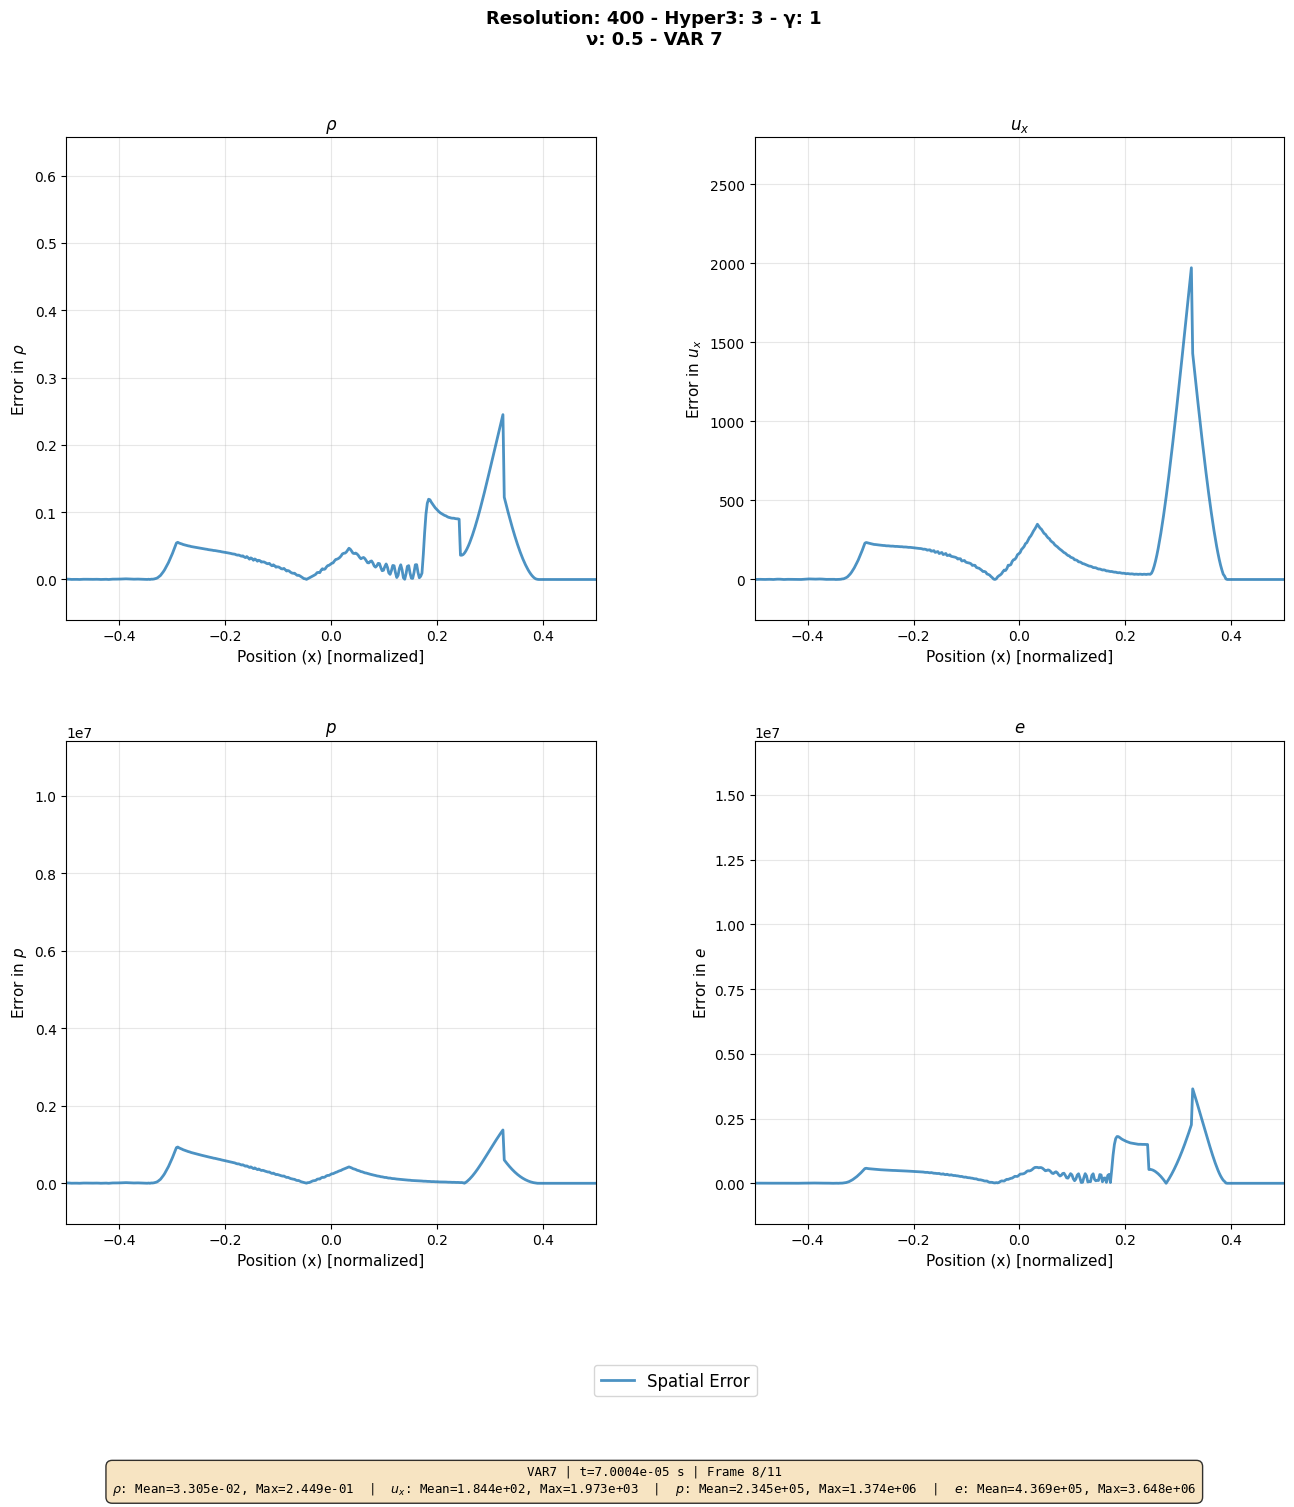 Resolution: 400 - Hyper3: 3 - γ: 1
ν: 0.5 - VAR 7
ρ
Error in ρ
0.6
0.5
0.4
0.3
0.2
0.1
0.0
−0.4 −0.2 0.0 0.2 0.4
Position (x) [normalized]
u_x
Error in u_x
2500
2000
1500
1000
500
0
−0.4 −0.2 0.0 0.2 0.4
Position (x) [normalized]
p
1e7
Error in p
1.0
0.8
0.6
0.4
0.2
0.0
−0.4 −0.2 0.0 0.2 0.4
Position (x) [normalized]
e
1e7
Error in e
1.50
1.25
1.00
0.75
0.50
0.25
0.00
−0.4 −0.2 0.0 0.2 0.4
Position (x) [normalized]
Spatial Error
VAR7 | t=7.0004e-05 s | Frame 8/11
ρ: Mean=3.305e-02, Max=2.449e-01 | u_x: Mean=1.844e+02, Max=1.973e+03 | p: Mean=2.345e+05, Max=1.374e+06 | e: Mean=4.369e+05, Max=3.648e+06